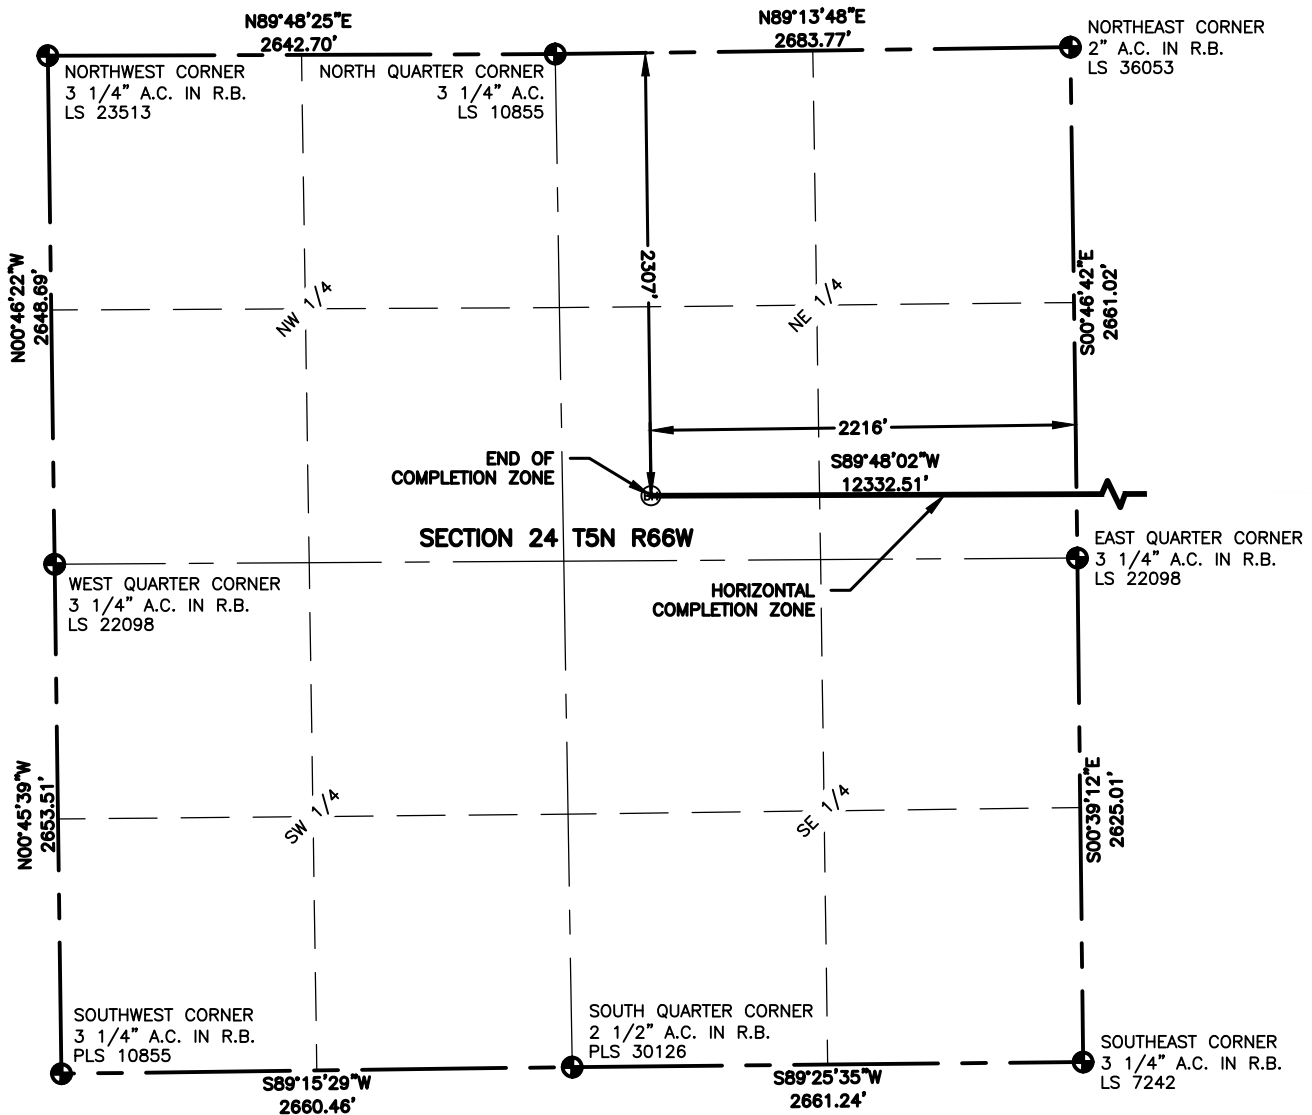 N89°48'25"E
2642.70'
N89°13'48"E
2683.77'
NORTHEAST CORNER
2" A.C. IN R.B.
LS 36053
NORTHWEST CORNER
3 1/4" A.C. IN R.B.
LS 23513
NORTH QUARTER CORNER
3 1/4" A.C.
LS 10855
N00°46'22"W
2648.69'
NW 1/4
2307'
NE 1/4
S00°46'42"E
2661.02'
2216'
END OF
COMPLETION ZONE
S89°48'02"W
12332.51'
BH
SECTION 24 T5N R66W
EAST QUARTER CORNER
3 1/4" A.C. IN R.B.
LS 22098
WEST QUARTER CORNER
3 1/4" A.C. IN R.B.
LS 22098
HORIZONTAL
COMPLETION ZONE
N00°45'39"W
2653.51'
SW 1/4
SE 1/4
S00°39'12"E
2625.01'
SOUTHWEST CORNER
3 1/4" A.C. IN R.B.
PLS 10855
SOUTH QUARTER CORNER
2 1/2" A.C. IN R.B.
PLS 30126
SOUTHEAST CORNER
3 1/4" A.C. IN R.B.
LS 7242
S89°15'29"W
2660.46'
S89°25'35"W
2661.24'